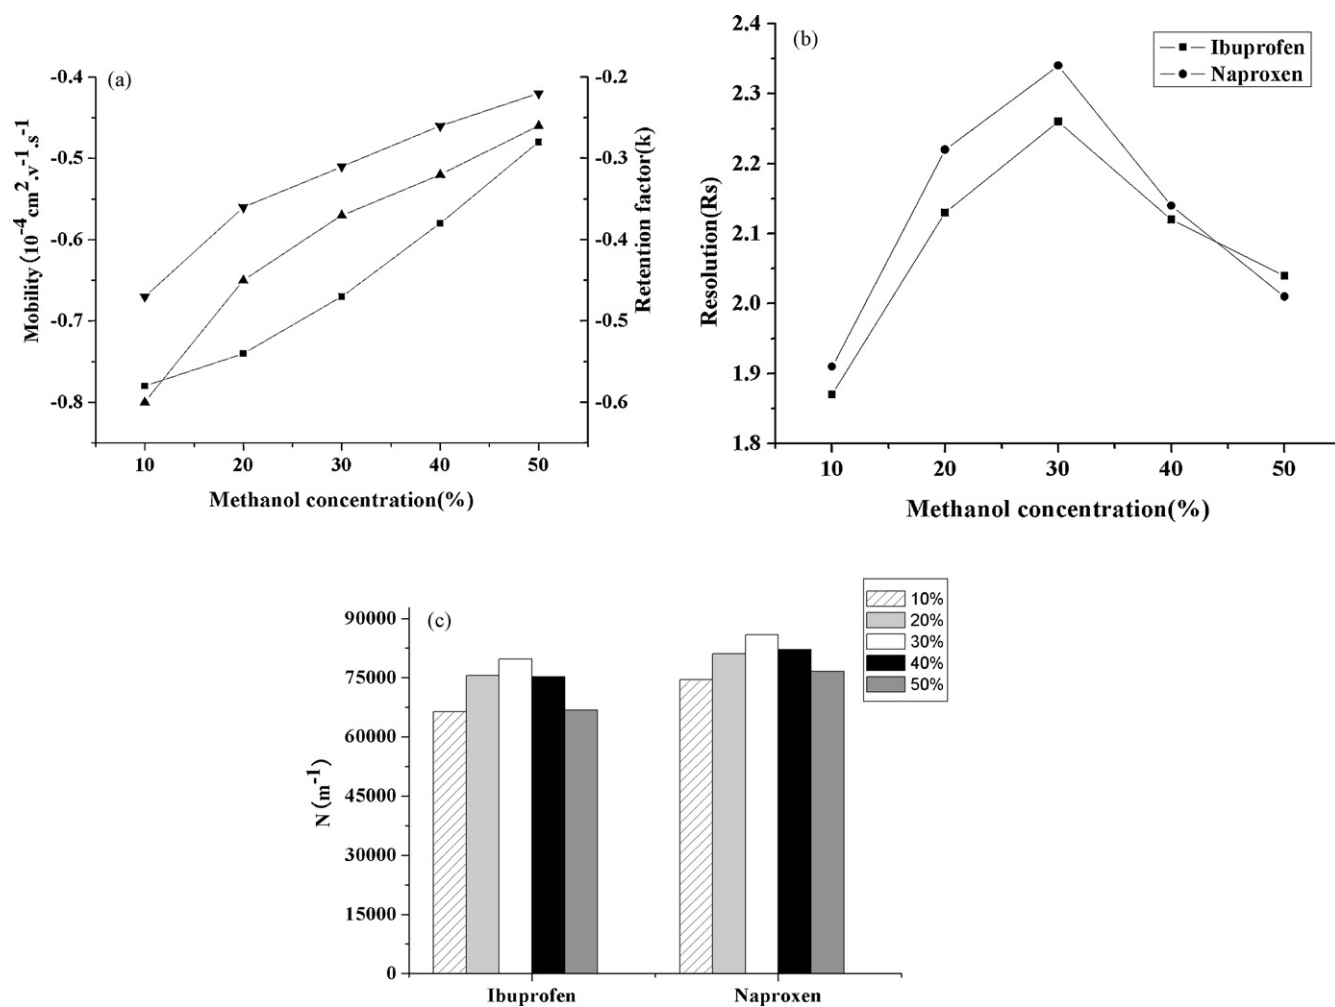 (a)
-0.4
-0.5
-0.6
-0.7
-0.8
Mobility (10⁻⁴ cm².v⁻¹.s⁻¹
-0.2
-0.3
-0.4
-0.5
-0.6
Retention factor(k)
10 20 30 40 50
Methanol concentration(%)
(b)
2.4
2.3
2.2
2.1
2.0
1.9
1.8
Resolution(Rs)
Ibuprofen
Naproxen
10 20 30 40 50
Methanol concentration(%)
(c)
90000
75000
60000
45000
30000
15000
0
N (m⁻¹)
10%
20%
30%
40%
50%
Ibuprofen Naproxen